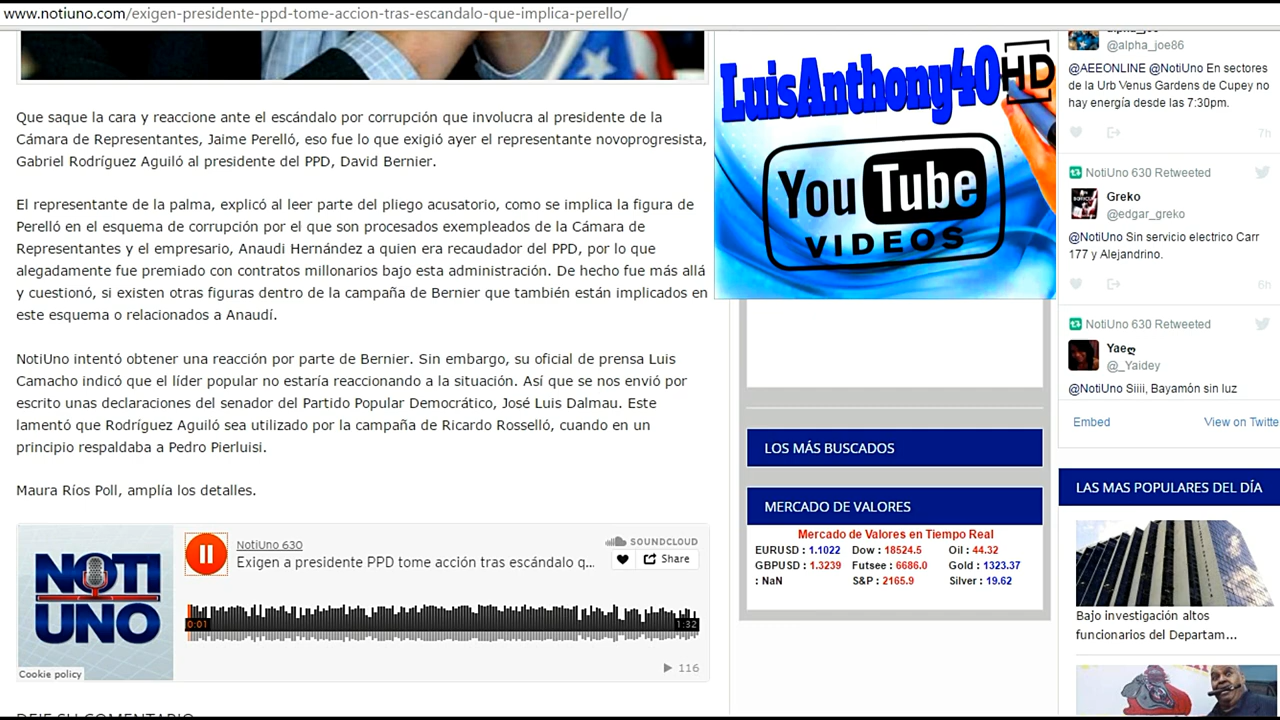 www.notiuno.com/exigen-presidente-ppd-tome-accion-tras-escandalo-que-implica-perello/
Que saque la cara y reaccione ante el escándalo por corrupción que involucra al presidente de la
Cámara de Representantes, Jaime Perelló, eso fue lo que exigió ayer el representante novoprogresista,
Gabriel Rodríguez Aguiló al presidente del PPD, David Bernier.
El representante de la palma, explicó al leer parte del pliego acusatorio, como se implica la figura de
Perelló en el esquema de corrupción por el que son procesados exempleados de la Cámara de
Representantes y el empresario, Anaudi Hernández a quien era recaudador del PPD, por lo que
alegadamente fue premiado con contratos millonarios bajo esta administración. De hecho fue más allá
y cuestionó, si existen otras figuras dentro de la campaña de Bernier que también están implicados en
este esquema o relacionados a Anaudí.
NotiUno intentó obtener una reacción por parte de Bernier. Sin embargo, su oficial de prensa Luis
Camacho indicó que el líder popular no estaría reaccionando a la situación. Así que se nos envió por
escrito unas declaraciones del senador del Partido Popular Democrático, José Luis Dalmau. Este
lamentó que Rodríguez Aguiló sea utilizado por la campaña de Ricardo Rosselló, cuando en un
principio respaldaba a Pedro Pierluisi.
Maura Ríos Poll, amplía los detalles.
NOTI
UNO
Cookie policy
NotiUno 630
Exigen a presidente PPD tome acción tras escándalo q...
SOUNDCLOUD
Share
0:01
1:32
116
DEJE SU COMENTARIO
LuisAnthony40HD
YouTube
VIDEOS
LOS MÁS BUSCADOS
MERCADO DE VALORES
Mercado de Valores en Tiempo Real
EURUSD : 1.1022 Dow : 18524.5 Oil : 44.32
GBPUSD : 1.3239 Futsee : 6686.0 Gold : 1323.37
: NaN S&P : 2165.9 Silver : 19.62
alpha_joe
@alpha_joe86
@AEEONLINE @NotiUno En sectores
de la Urb Venus Gardens de Cupey no
hay energía desde las 7:30pm.
7h
NotiUno 630 Retweeted
Greko
@edgar_greko
@NotiUno Sin servicio electrico Carr
177 y Alejandrino.
6h
NotiUno 630 Retweeted
Yaeღ
@_Yaidey
@NotiUno Siiii, Bayamón sin luz
Embed
View on Twitte
LAS MAS POPULARES DEL DÍA
Bajo investigación altos
funcionarios del Departam...